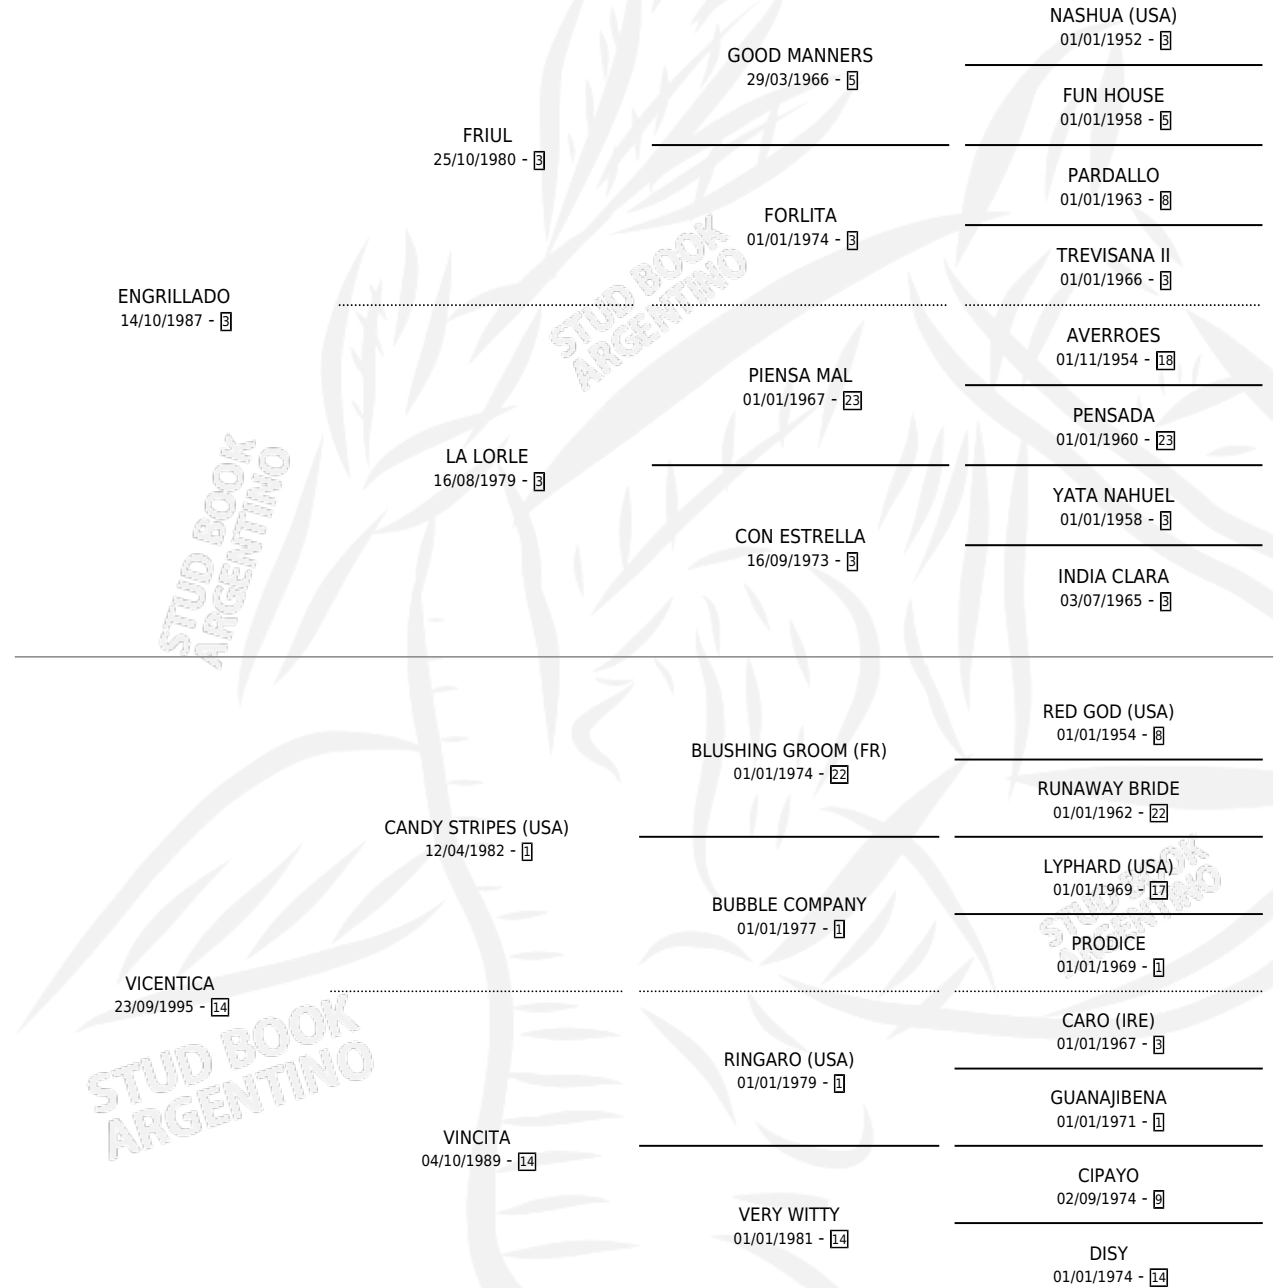 NASHUA (USA)
01/01/1952 - 3
GOOD MANNERS
29/03/1966 - 5
FUN HOUSE
01/01/1958 - 5
FRIUL
25/10/1980 - 3
PARDALLO
01/01/1963 - 8
FORLITA
01/01/1974 - 3
TREVISANA II
01/01/1966 - 3
ENGRILLADO
14/10/1987 - 3
AVERROES
01/11/1954 - 18
PIENSA MAL
01/01/1967 - 23
PENSADA
01/01/1960 - 23
LA LORLE
16/08/1979 - 3
YATA NAHUEL
01/01/1958 - 3
CON ESTRELLA
16/09/1973 - 3
INDIA CLARA
03/07/1965 - 3
RED GOD (USA)
01/01/1954 - 8
BLUSHING GROOM (FR)
01/01/1974 - 22
RUNAWAY BRIDE
01/01/1962 - 22
CANDY STRIPES (USA)
12/04/1982 - 1
LYPHARD (USA)
01/01/1969 - 17
BUBBLE COMPANY
01/01/1977 - 1
PRODICE
01/01/1969 - 1
VICENTICA
23/09/1995 - 14
CARO (IRE)
01/01/1967 - 3
RINGARO (USA)
01/01/1979 - 1
GUANAJIBENA
01/01/1971 - 1
VINCITA
04/10/1989 - 14
CIPAYO
02/09/1974 - 9
VERY WITTY
01/01/1981 - 14
DISY
01/01/1974 - 14
STUD BOOK
ARGENTINO
STUD BOOK
ARGENTINO
STUD BOOK
ARGENTINO
STUD BOOK
ARGENTINO